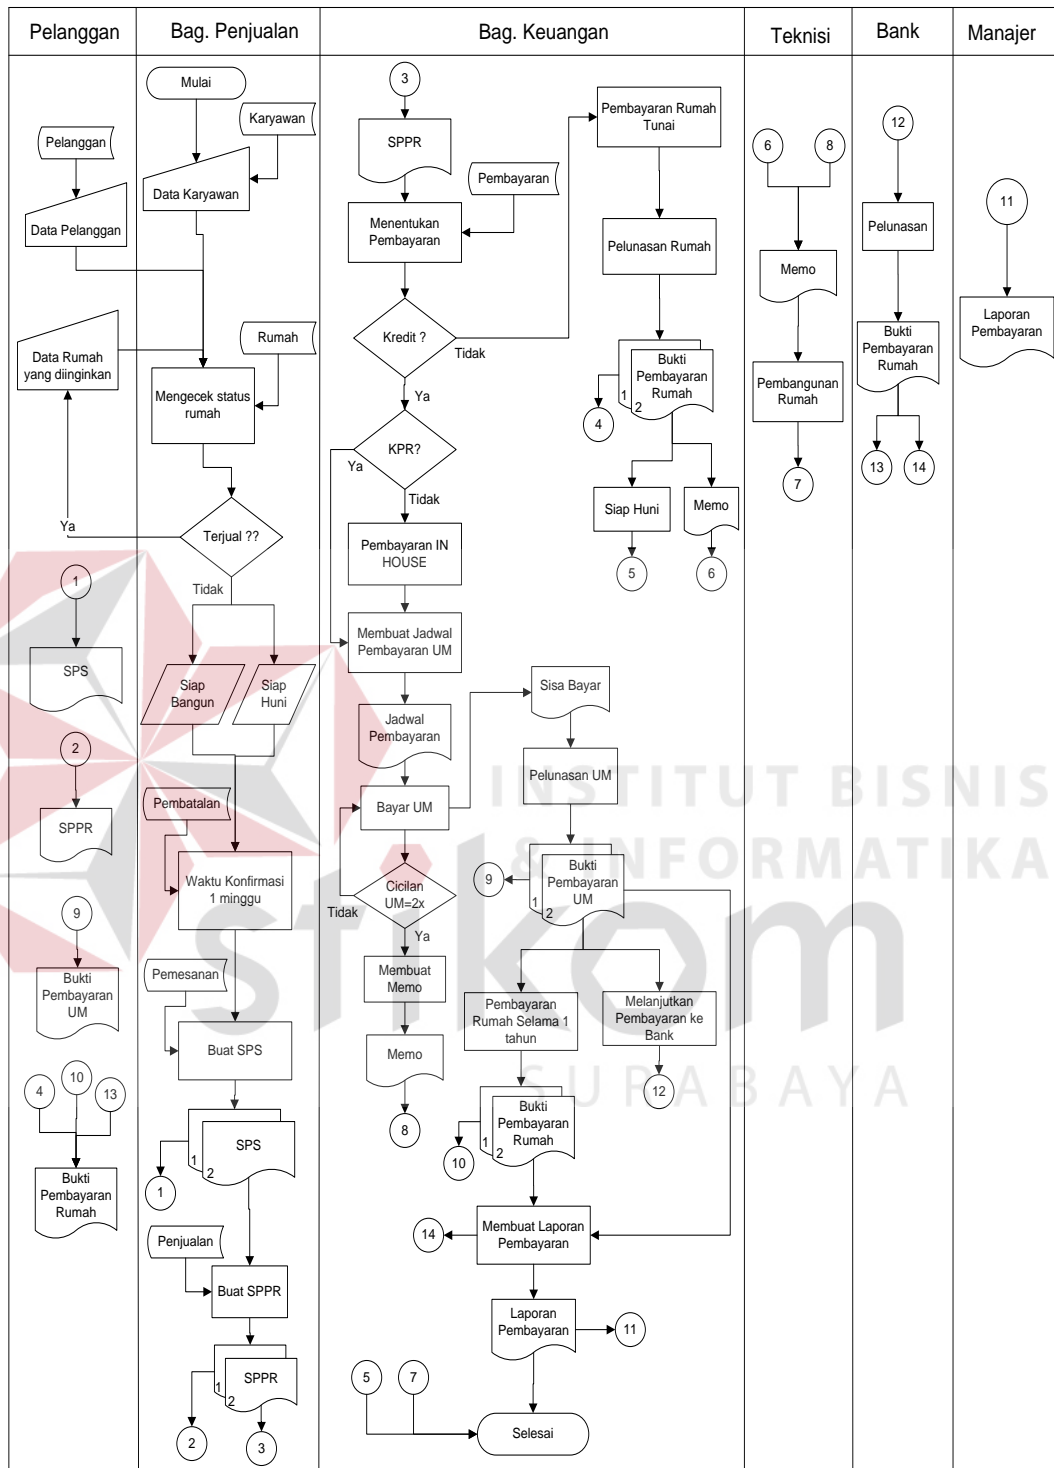 Pelanggan
Bag. Penjualan
Bag. Keuangan
Teknisi
Bank
Manajer
Pelanggan
Data Pelanggan
Data Rumah
yang diinginkan
Ya
1
SPS
2
SPPR
9
Bukti
Pembayaran
UM
4
10
13
Bukti
Pembayaran
Rumah
Mulai
Karyawan
Data Karyawan
Rumah
Mengecek status
rumah
Terjual ??
Tidak
Siap
Bangun
Siap
Huni
Pembatalan
Waktu Konfirmasi
1 minggu
Pemesanan
Buat SPS
SPS
1
2
1
Penjualan
Buat SPPR
SPPR
1
2
2
3
3
SPPR
Pembayaran
Menentukan
Pembayaran
Kredit ?
Tidak
Ya
KPR?
Ya
Tidak
Pembayaran IN
HOUSE
Membuat Jadwal
Pembayaran UM
Jadwal
Pembayaran
Bayar UM
Cicilan
UM=2x
Tidak
Ya
Membuat
Memo
Memo
8
Pembayaran Rumah
Tunai
Pelunasan Rumah
Bukti
Pembayaran
Rumah
1
2
4
Siap Huni
Memo
5
6
Sisa Bayar
Pelunasan UM
Bukti
Pembayaran
UM
1
2
9
Pembayaran
Rumah Selama 1
tahun
Melanjutkan
Pembayaran ke
Bank
12
Bukti
Pembayaran
Rumah
1
2
10
14
Membuat Laporan
Pembayaran
Laporan
Pembayaran
11
5
7
Selesai
6
8
Memo
Pembangunan
Rumah
7
12
Pelunasan
Bukti
Pembayaran
Rumah
13
14
11
Laporan
Pembayaran
INSTITUT BISNIS
& INFORMATIKA
stikom
SURABAYA